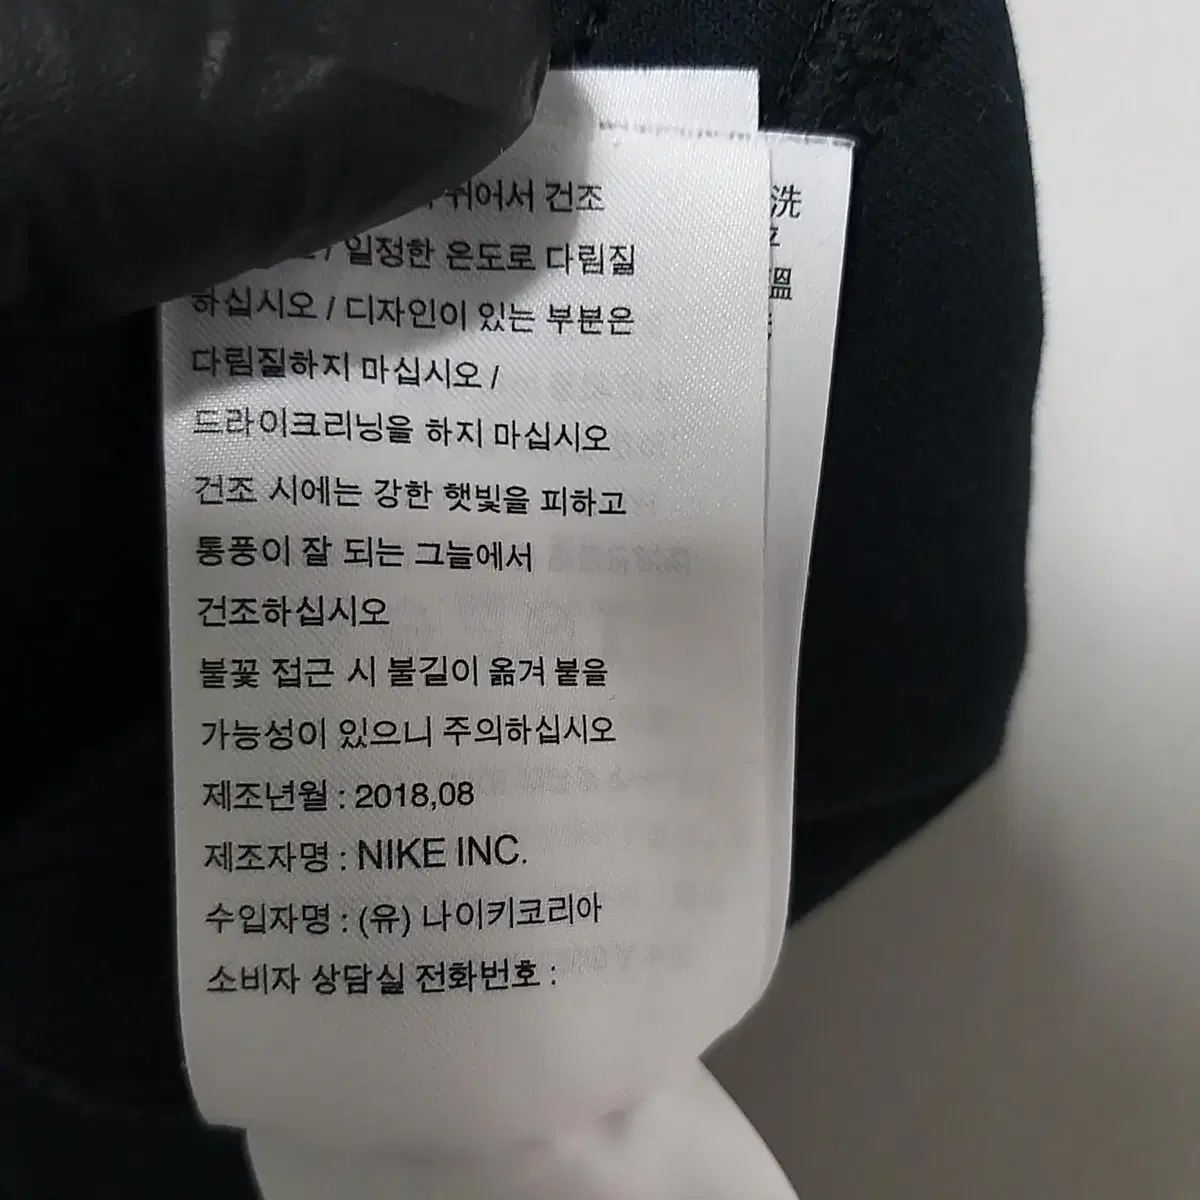 뉘어서 건조
/ 일정한 온도로 다림질
하십시오 / 디자인이 있는 부분은
다림질하지 마십시오 /
드라이크리닝을 하지 마십시오
건조 시에는 강한 햇빛을 피하고
통풍이 잘 되는 그늘에서
건조하십시오
불꽃 접근 시 불길이 옮겨 붙을
가능성이 있으니 주의하십시오
제조년월 : 2018,08
제조자명 : NIKE INC.
수입자명 : (유) 나이키코리아
소비자 상담실 전화번호 :
洗
溫